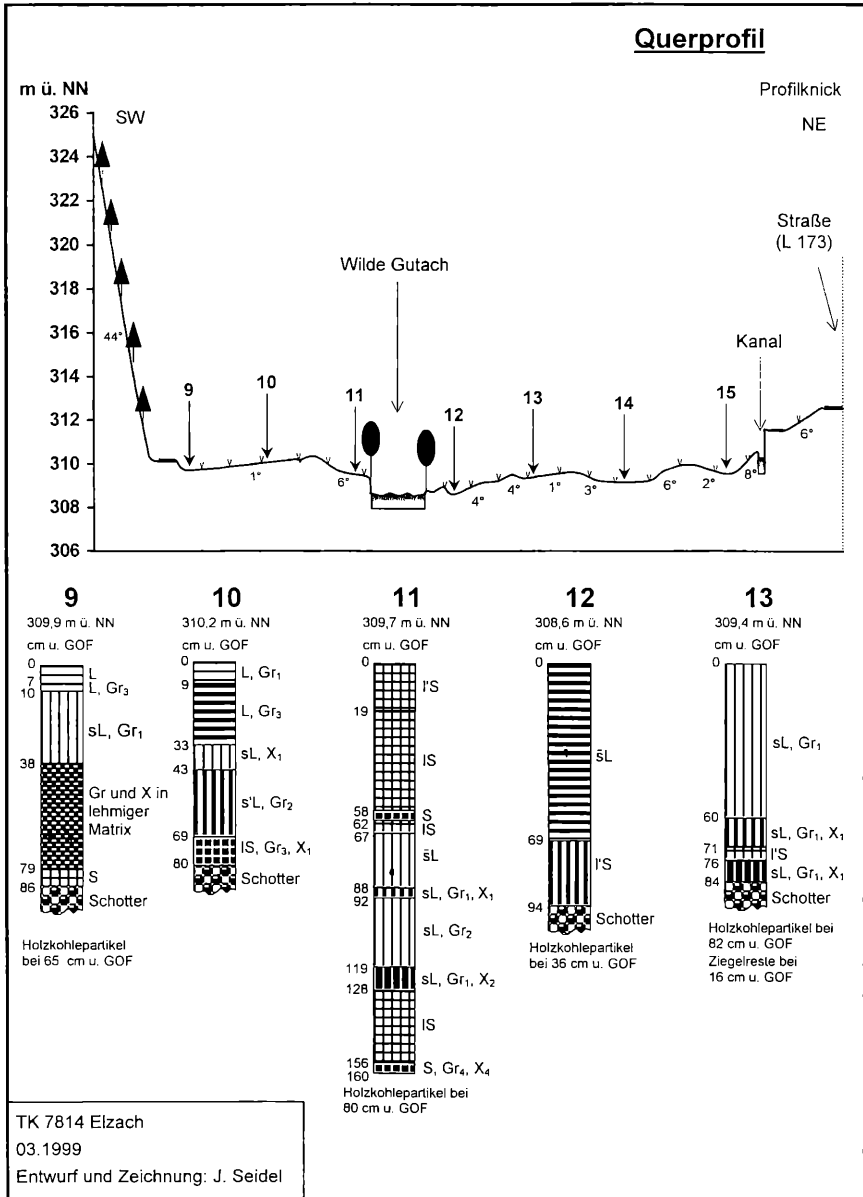 Querprofil
m ü. NN
Profilknick
326
SW
NE
324
322
320
Straße
(L 173)
Wilde Gutach
318
316
44°
Kanal
314
9
10
11
12
13
14
15
312
6°
310
1°
6°
4°
4°
1°
3°
6°
2°
8°
308
306
9
309,9 m ü. NN
cm u. GOF
0
L
7
L, Gr₃
10
sL, Gr₁
38
Gr und X in
lehmiger
Matrix
79
S
86
Schotter
Holzkohlepartikel
bei 65 cm u. GOF
10
310,2 m ü. NN
cm u. GOF
0
L, Gr₁
9
L, Gr₃
33
sL, X₁
43
s'L, Gr₂
69
lS, Gr₃, X₁
80
Schotter
11
309,7 m ü. NN
cm u. GOF
0
l'S
19
lS
58
S
62
lS
67
s̄L
88
sL, Gr₁, X₁
92
sL, Gr₂
119
sL, Gr₁, X₂
128
lS
156
S, Gr₄, X₄
160
Holzkohlepartikel bei
80 cm u. GOF
12
308,6 m ü. NN
cm u. GOF
0
s̄L
69
l'S
94
Schotter
Holzkohlepartikel
bei 36 cm u. GOF
13
309,4 m ü. NN
cm u. GOF
0
sL, Gr₁
60
sL, Gr₁, X₁
71
l'S
76
sL, Gr₁, X₁
84
Schotter
Holzkohlepartikel bei
82 cm u. GOF
Ziegelreste bei
16 cm u. GOF
TK 7814 Elzach
03.1999
Entwurf und Zeichnung: J. Seidel